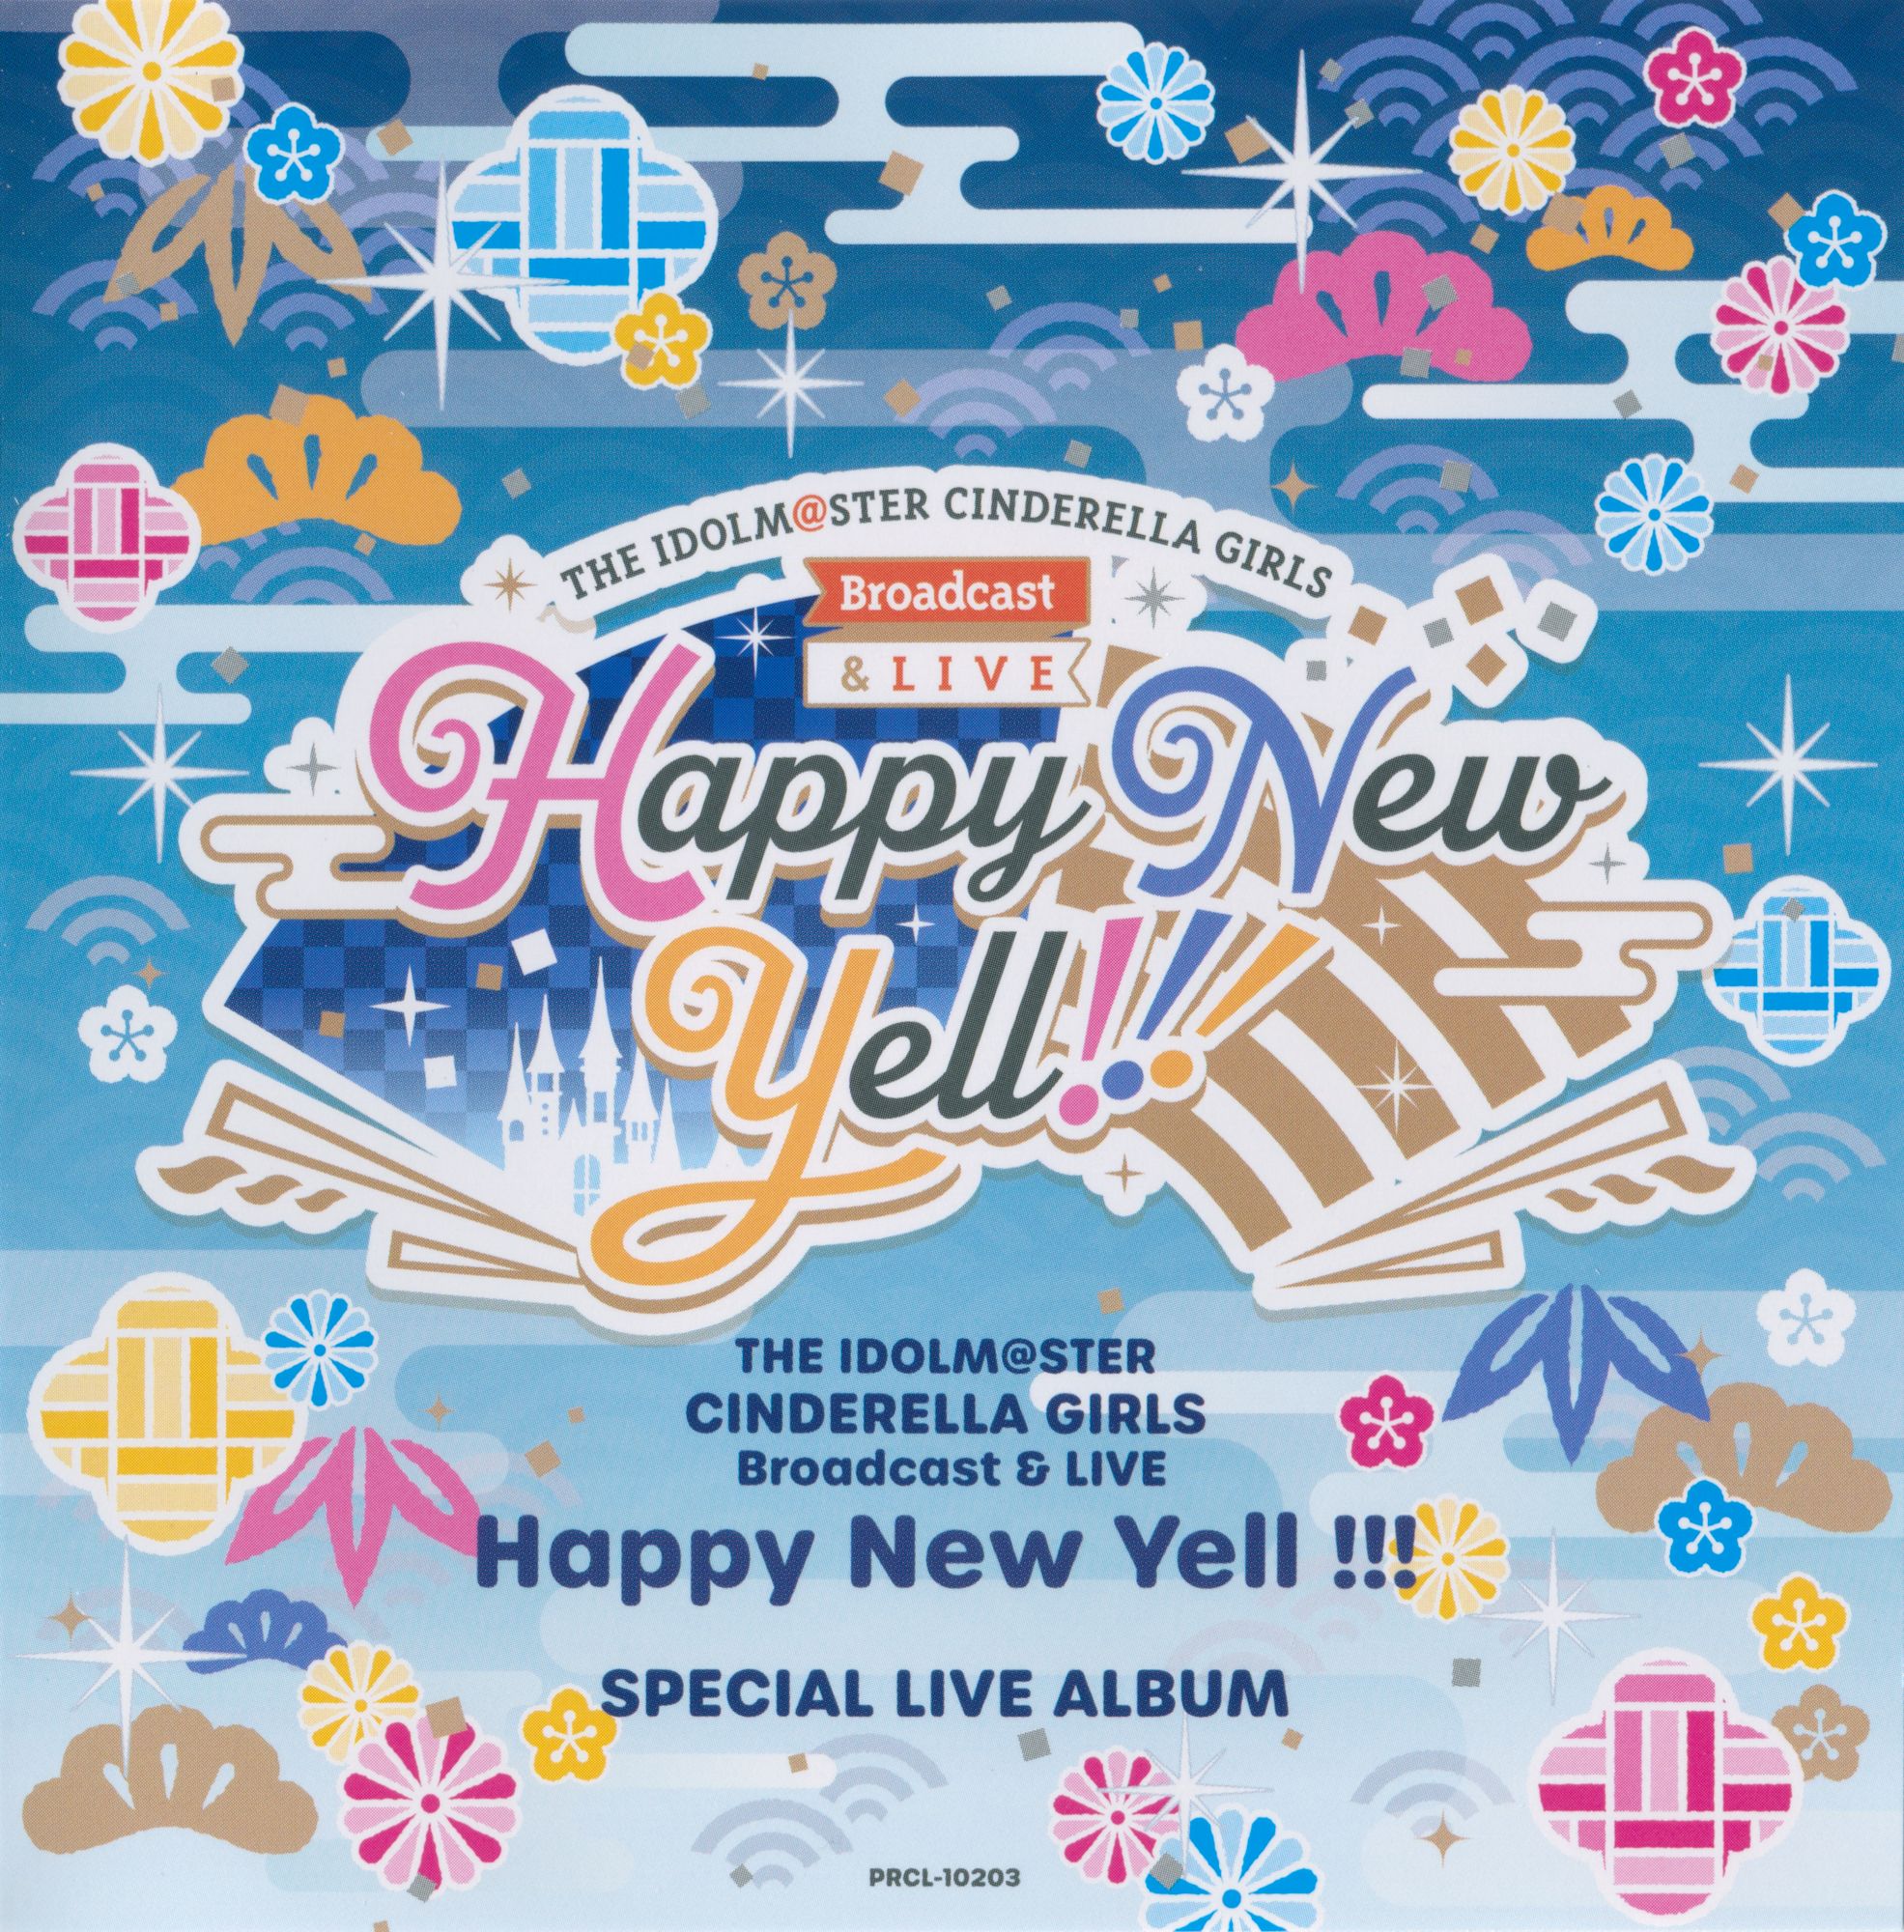 THE IDOLM@STER CINDERELLA GIRLS
Broadcast
& LIVE
Happy New
Yell!!!
THE IDOLM@STER
CINDERELLA GIRLS
Broadcast & LIVE
Happy New Yell !!!
SPECIAL LIVE ALBUM
PRCL-10203